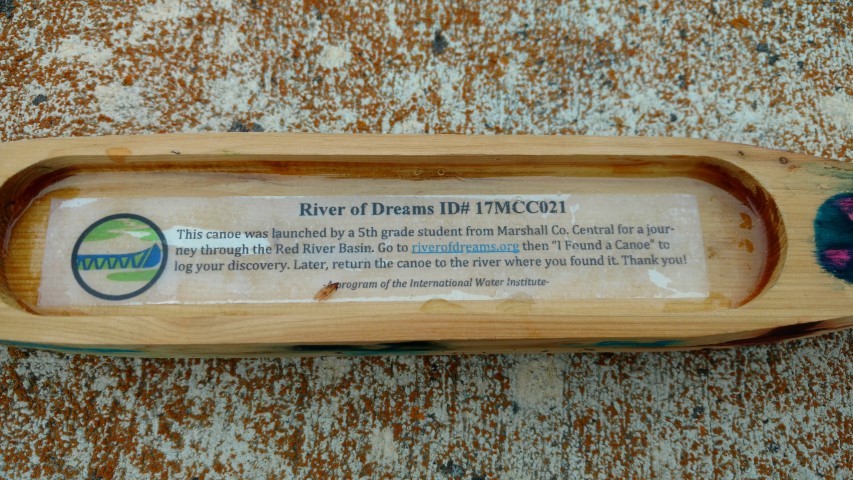 River of Dreams ID# 17MCC021
This canoe was launched by a 5th grade student from Marshall Co. Central for a jour-
ney through the Red River Basin. Go to riverofdreams.org then "I Found a Canoe" to
log your discovery. Later, return the canoe to the river where you found it. Thank you!
-A program of the International Water Institute-